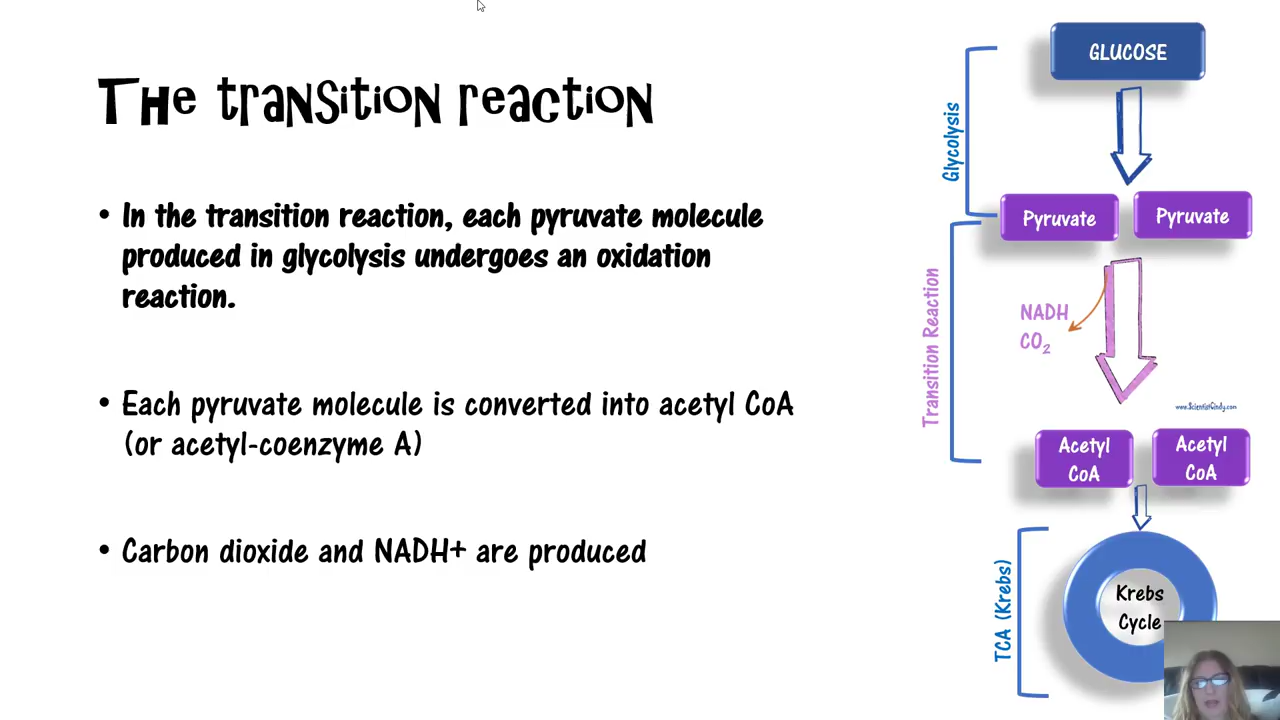 The transition reaction
• In the transition reaction, each pyruvate molecule
produced in glycolysis undergoes an oxidation
reaction.
• Each pyruvate molecule is converted into acetyl CoA
(or acetyl-coenzyme A)
• Carbon dioxide and NADH+ are produced
GLUCOSE
Glycolysis
Pyruvate
Pyruvate
Transition Reaction
NADH
CO₂
www.ScientistCindy.com
Acetyl
CoA
Acetyl
CoA
TCA (Krebs)
Krebs
Cycle